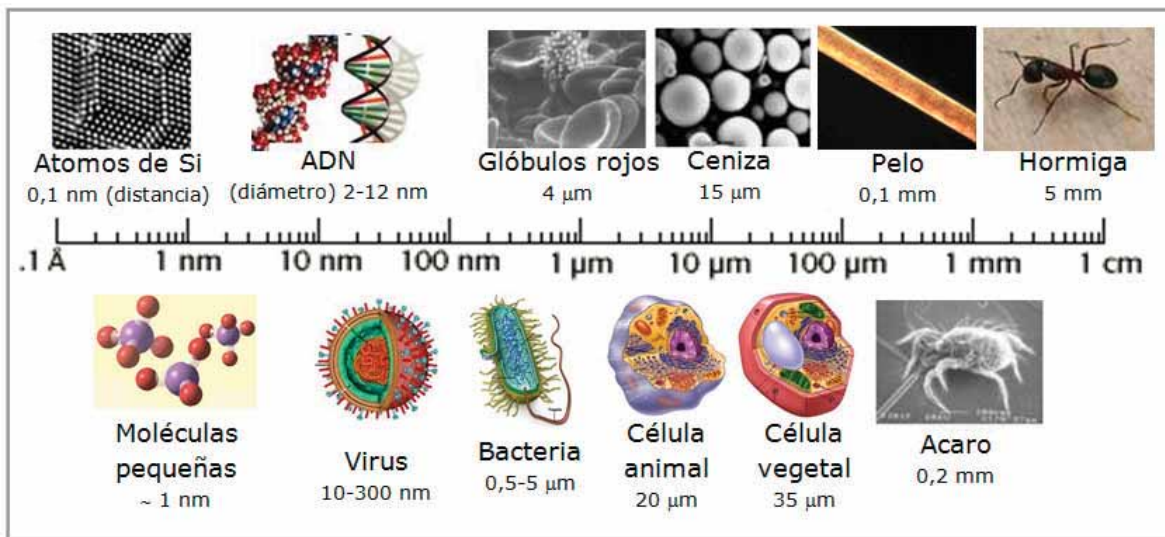 Atomos de Si
0,1 nm (distancia)
ADN
(diámetro) 2-12 nm
Glóbulos rojos
4 μm
Ceniza
15 μm
Pelo
0,1 mm
Hormiga
5 mm
.1 Å 1 nm 10 nm 100 nm 1 μm 10 μm 100 μm 1 mm 1 cm
Moléculas
pequeñas
~ 1 nm
Virus
10-300 nm
Bacteria
0,5-5 μm
Célula
animal
20 μm
Célula
vegetal
35 μm
Acaro
0,2 mm